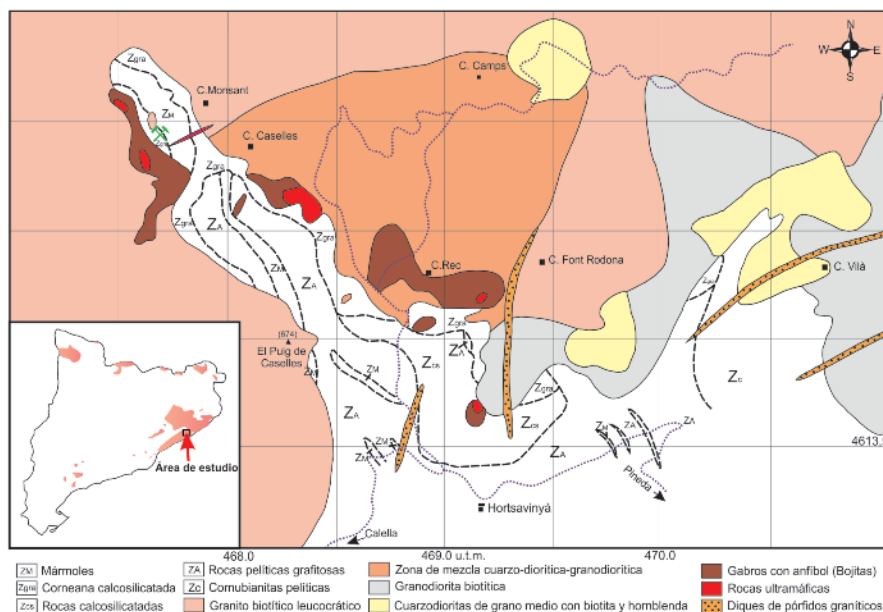 N
W E
S
Zgra
C.Monsant
C. Camps
ZM
C. Caselles
Zgra
Zgra
ZA
Zgra
C.Rec
C. Font Rodona
C. Vilà
ZM
ZA
Zgra
(674)
El Puig de
Caselles
ZA
ZM
ZM
Zcs
Zc
Zgra
ZA
Zcs
ZA
ZM
ZA
ZA
ZM
ZM
Área de estudio
4613.
Pineda
Hortsavinyà
Calella
468.0
469.0 u.t.m.
470.0
ZM Mármoles
ZA Rocas pelíticas grafitosas
Zona de mezcla cuarzo-diorítica-granodiorítica
Gabros con anfíbol (Bojitas)
Zgra Corneana calcosilicatada
Zc Cornubianitas pelíticas
Granodiorita biotítica
Rocas ultramáficas
Zcs Rocas calcosilicatadas
Granito biotítico leucocrático
Cuarzodioritas de grano medio con biotita y hornblenda
Diques de pórfidos graníticos